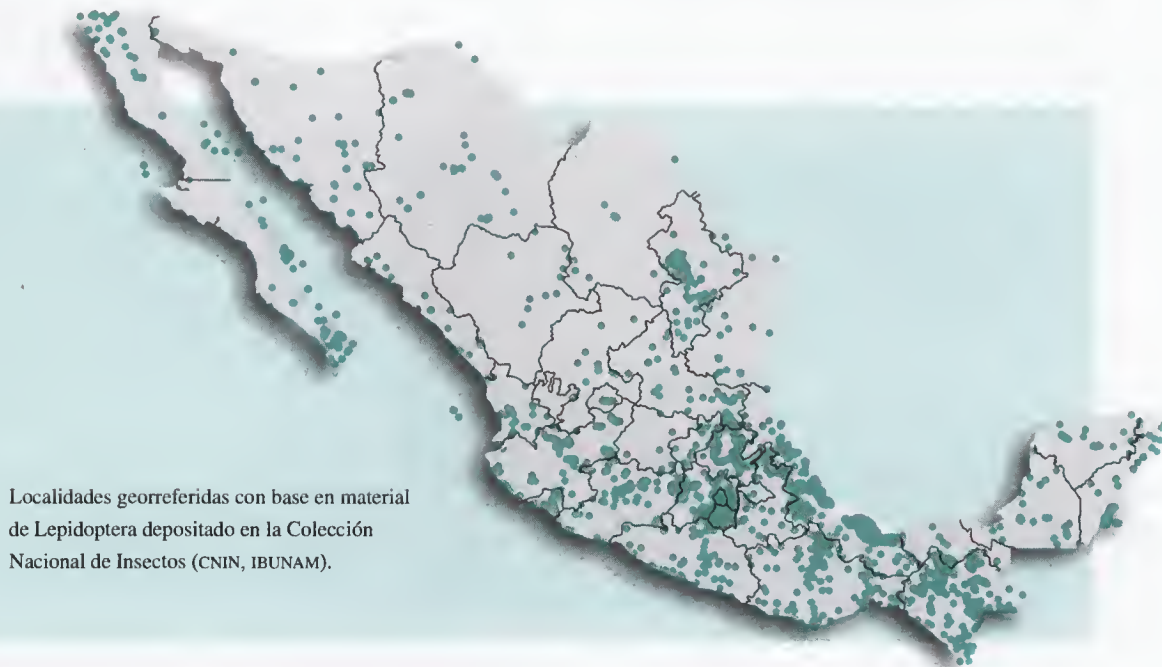 Localidades georreferidas con base en material
de Lepidoptera depositado en la Colección
Nacional de Insectos (CNIN, IBUNAM).